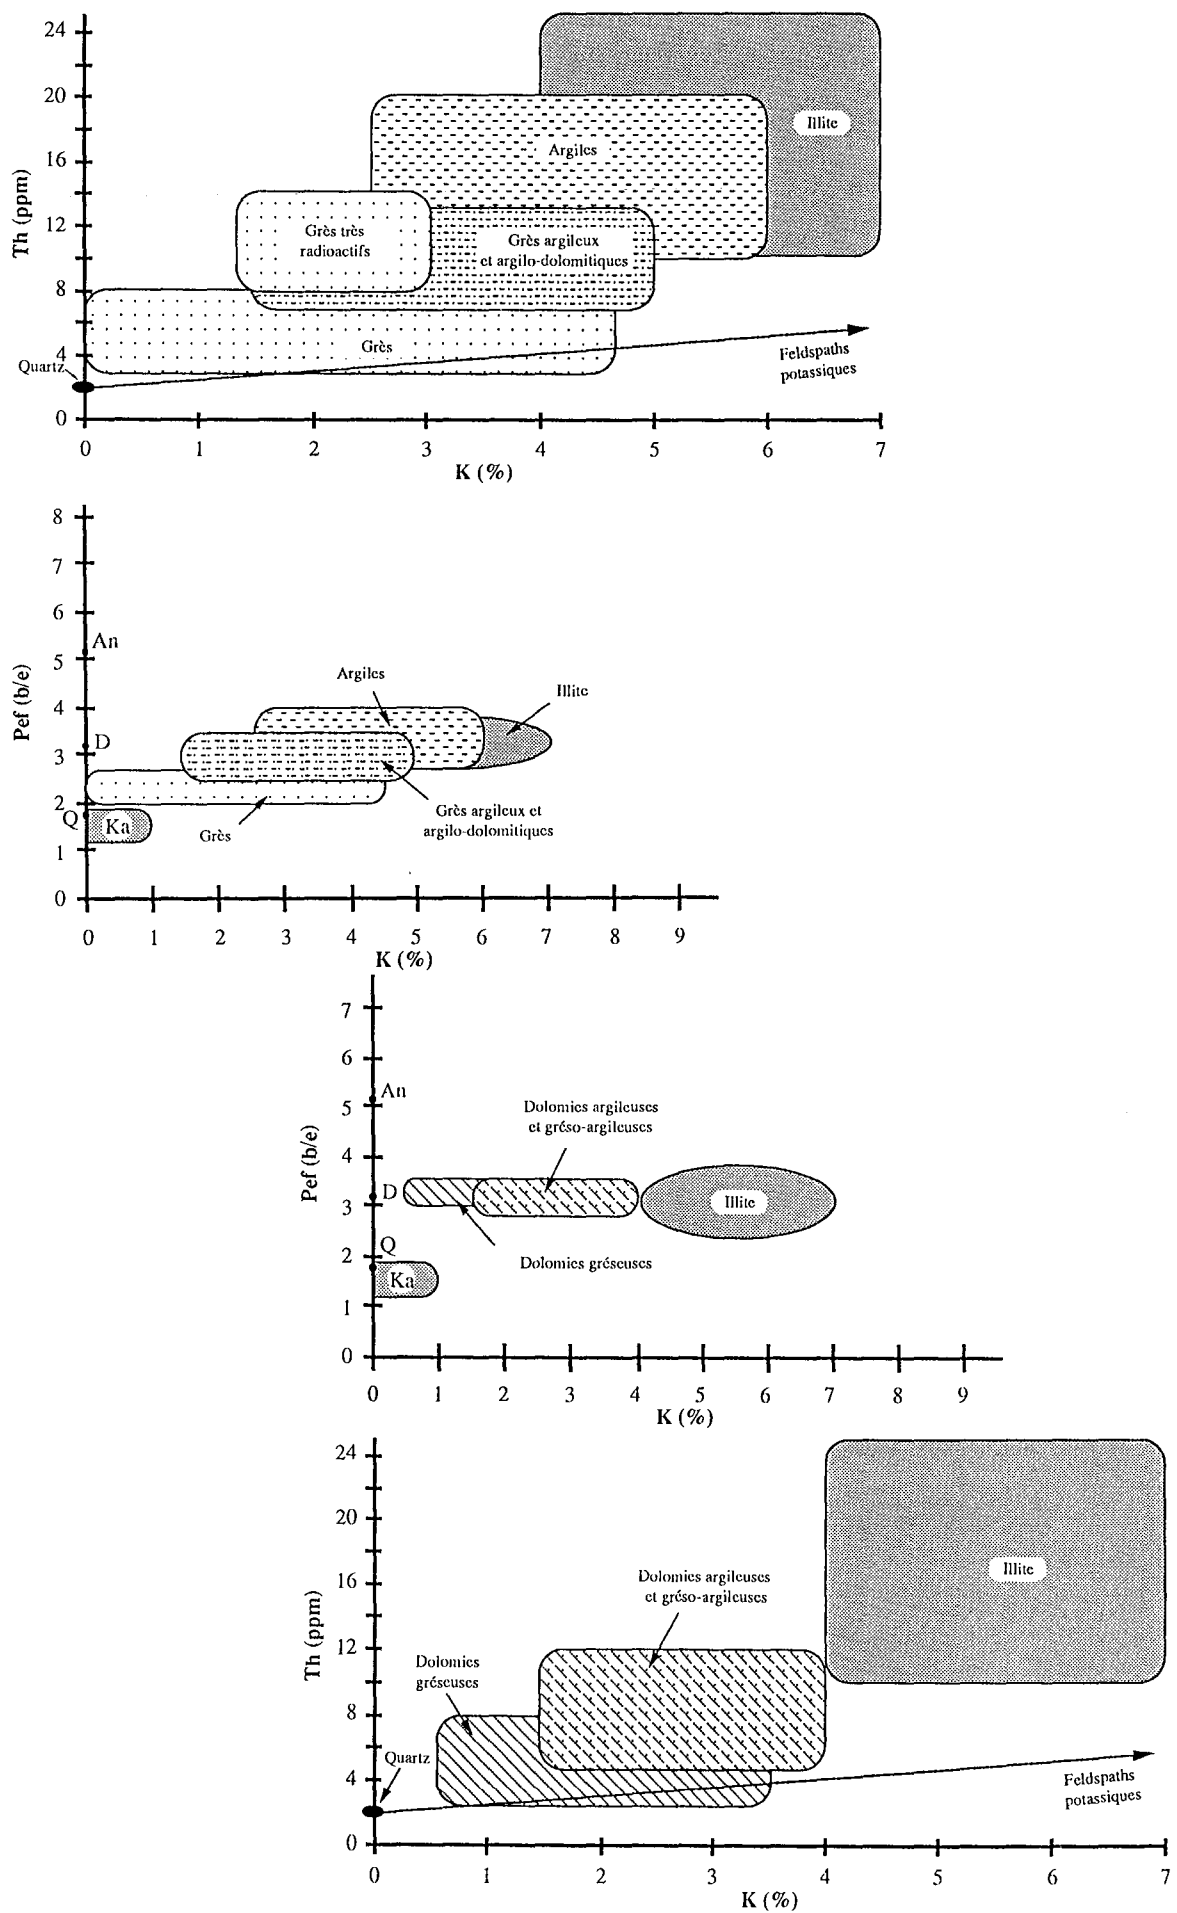 24
20
16
12
8
4
0
Th (ppm)
Illite
Argiles
Grès très
radioactifs
Grès argileux
et argilo-dolomitiques
Grès
Quartz
Feldspaths
potassiques
0 1 2 3 4 5 6 7
K (%)
8
7
6
5
4
3
2
1
0
Pef (b/e)
An
D
Q
Ka
Argiles
Illite
Grès
Grès argileux et
argilo-dolomitiques
0 1 2 3 4 5 6 7 8 9
K (%)
7
6
5
4
3
2
1
0
Pef (b/e)
An
D
Q
Ka
Dolomies argileuses
et gréso-argileuses
Illite
Dolomies gréseuses
0 1 2 3 4 5 6 7 8 9
K (%)
24
20
16
12
8
4
0
Th (ppm)
Illite
Dolomies argileuses
et gréso-argileuses
Dolomies
gréseuses
Quartz
Feldspaths
potassiques
0 1 2 3 4 5 6 7
K (%)